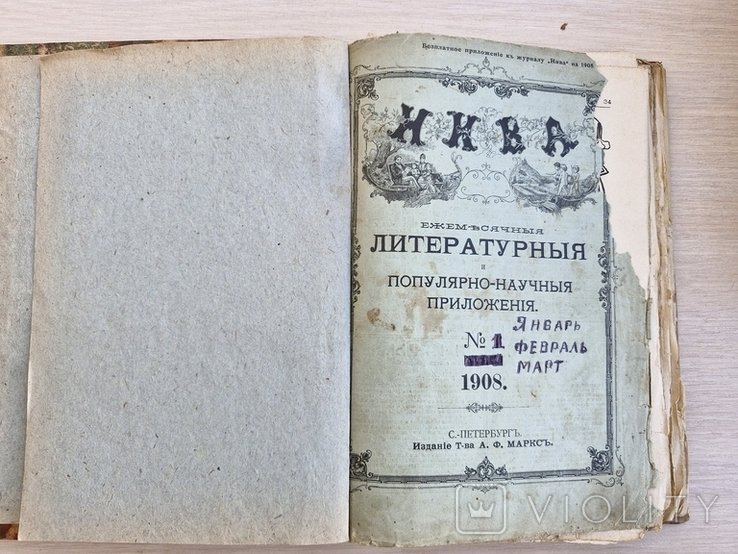 Безплатное приложеніе къ журналу „Нива“ на 1908
34
НИВА
ЕЖЕМѢСЯЧНЫЯ
ЛИТЕРАТУРНЫЯ
и
ПОПУЛЯРНО-НАУЧНЫЯ
ПРИЛОЖЕНІЯ.
№ 1
ЯНВАРЬ
ФЕВРАЛЬ
МАРТ
1908.
С.-ПЕТЕРБУРГЪ.
Изданіе Т-ва А. Ф. МАРКСЪ.
VIOLITY